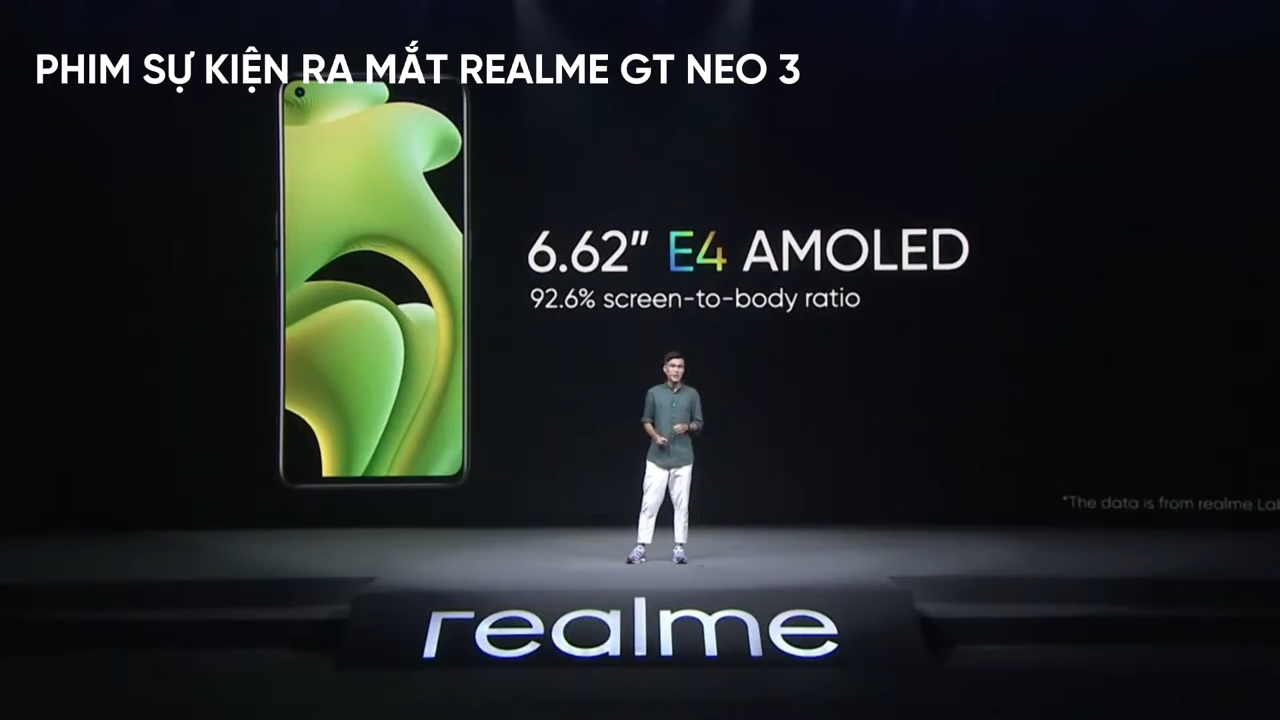 PHIM SỰ KIỆN RA MẮT REALME GT NEO 3
6.62" E4 AMOLED
92.6% screen-to-body ratio
*The data is from realme Lab
realme